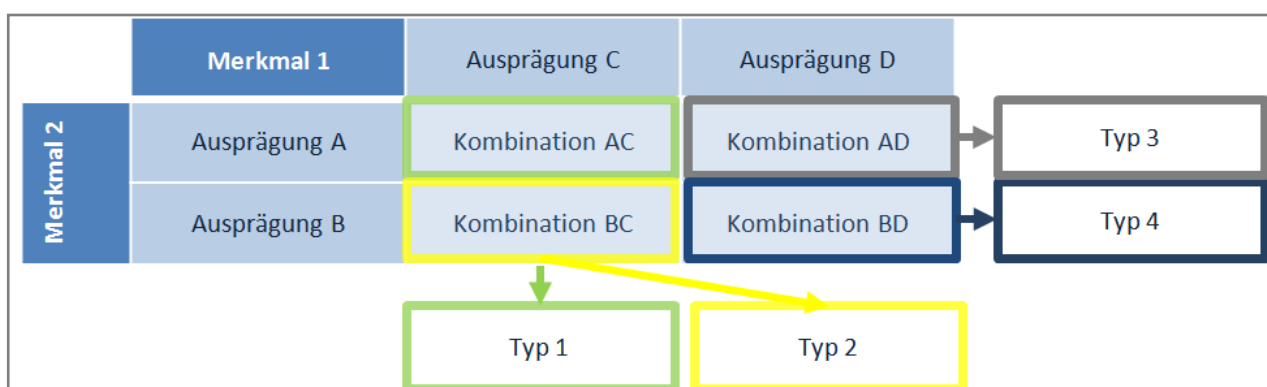 Merkmal 1
Ausprägung C
Ausprägung D
Merkmal 2
Ausprägung A
Kombination AC
Kombination AD
Typ 3
Ausprägung B
Kombination BC
Kombination BD
Typ 4
Typ 1
Typ 2